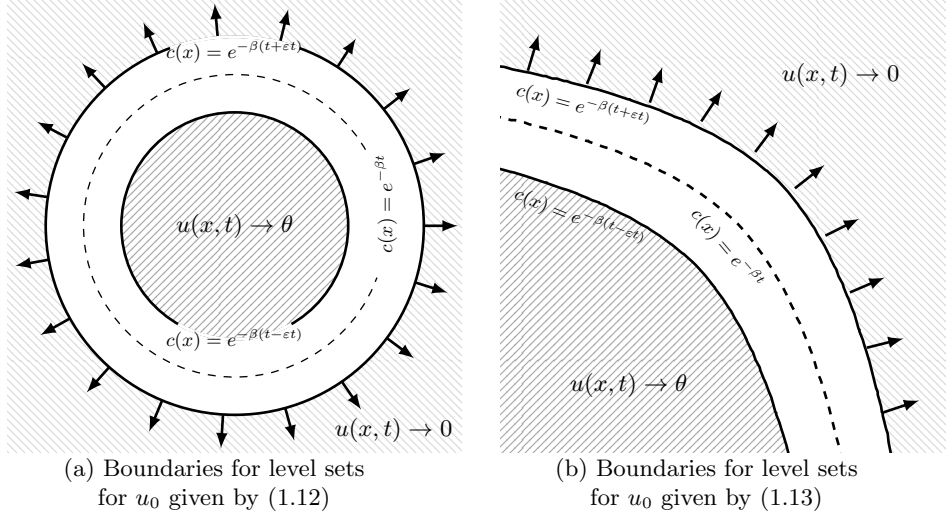 c(x) = e^{-β(t+εt)}
u(x,t) → θ
c(x) = e^{-βt}
c(x) = e^{-β(t-εt)}
u(x,t) → 0
(a) Boundaries for level sets
for u_0 given by (1.12)
u(x,t) → 0
c(x) = e^{-β(t+εt)}
c(x) = e^{-β(t-εt)}
c(x) = e^{-βt}
u(x,t) → θ
(b) Boundaries for level sets
for u_0 given by (1.13)